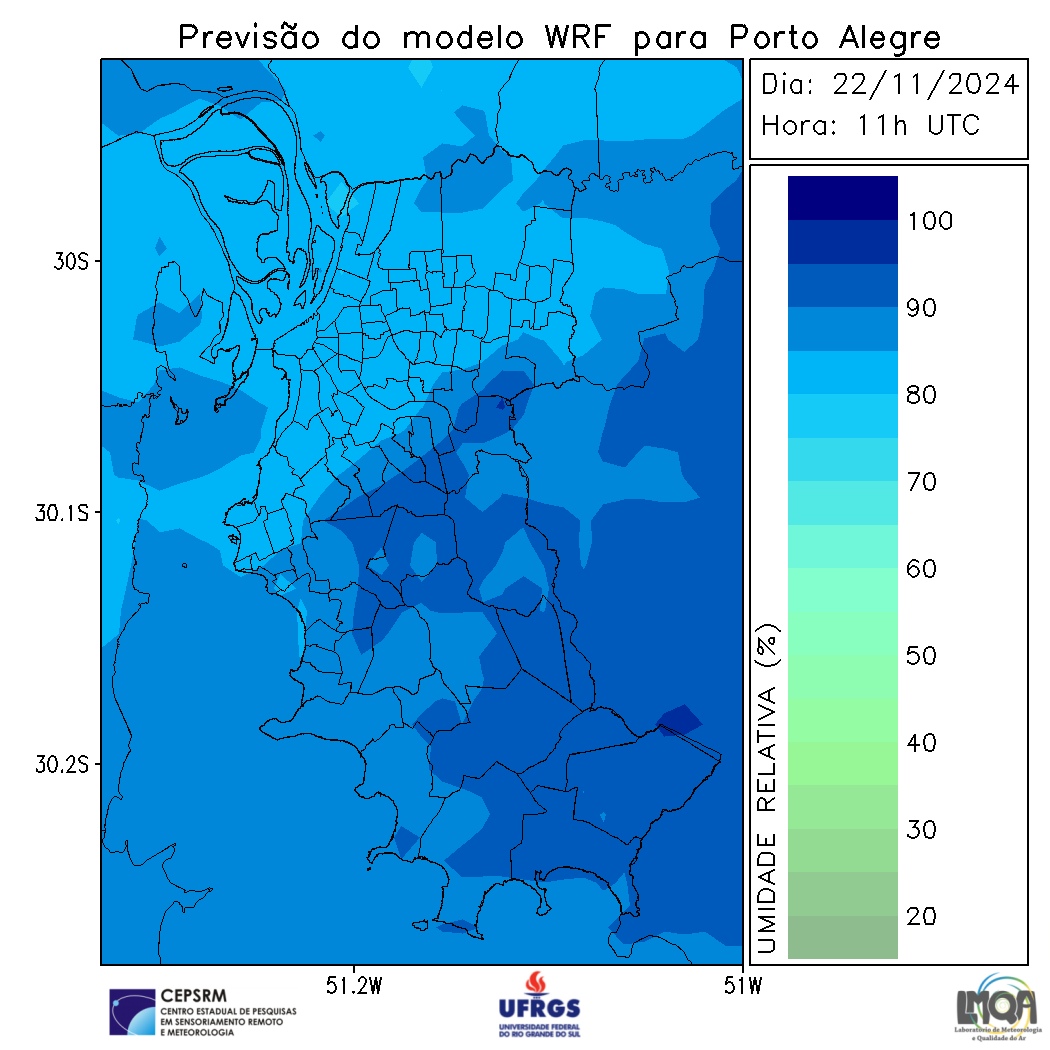 Previsão do modelo WRF para Porto Alegre
Dia: 22/11/2024
Hora: 11h UTC
100
90
80
70
60
50
40
30
20
UMIDADE RELATIVA (%)
30S
30.1S
30.2S
51.2W
51W
CEPSRM
CENTRO ESTADUAL DE PESQUISAS
EM SENSORIAMENTO REMOTO
E METEOROLOGIA
UFRGS
UNIVERSIDADE FEDERAL
DO RIO GRANDE DO SUL
LMQA
Laboratório de Meteorologia
e Qualidade do Ar